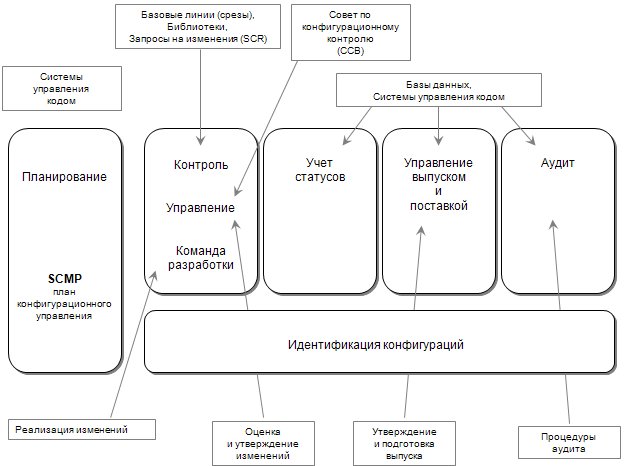 Базовые линии (срезы),
Библиотеки,
Запросы на изменения (SCR)
Совет по
конфигурационному
контролю
(CCB)
Системы
управления
кодом
Базы данных,
Системы управления кодом
Планирование
SCMP
план
конфигурационного
управления
Контроль
Управление
Команда
разработки
Учет
статусов
Управление
выпуском
и
поставкой
Аудит
Идентификация конфигураций
Реализация изменений
Оценка
и утверждение
изменений
Утверждение
и подготовка
выпуска
Процедуры
аудита